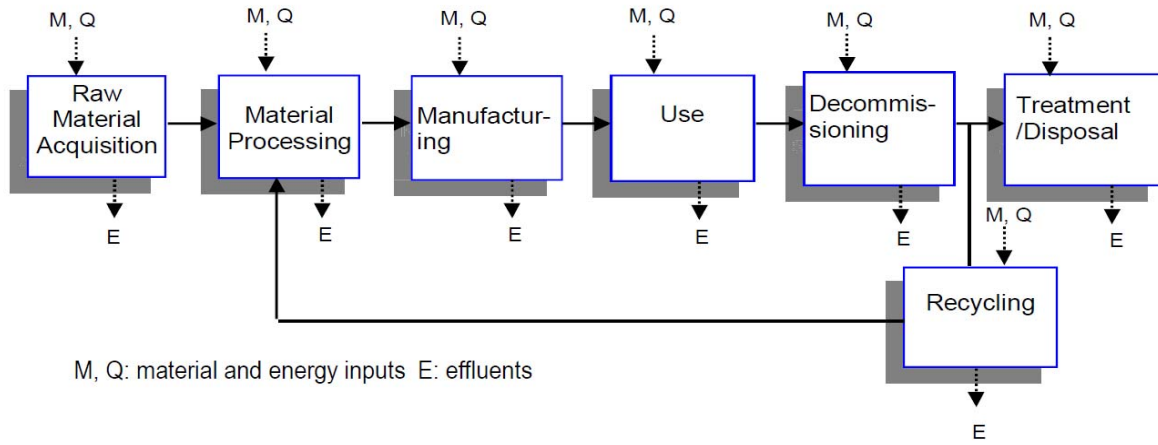 M, Q
M, Q
M, Q
M, Q
M, Q
M, Q
Raw
Material
Acquisition
Material
Processing
Manufactur-
ing
Use
Decommis-
sioning
Treatment
/Disposal
E
E
E
E
E
E
M, Q
Recycling
M, Q: material and energy inputs E: effluents
E